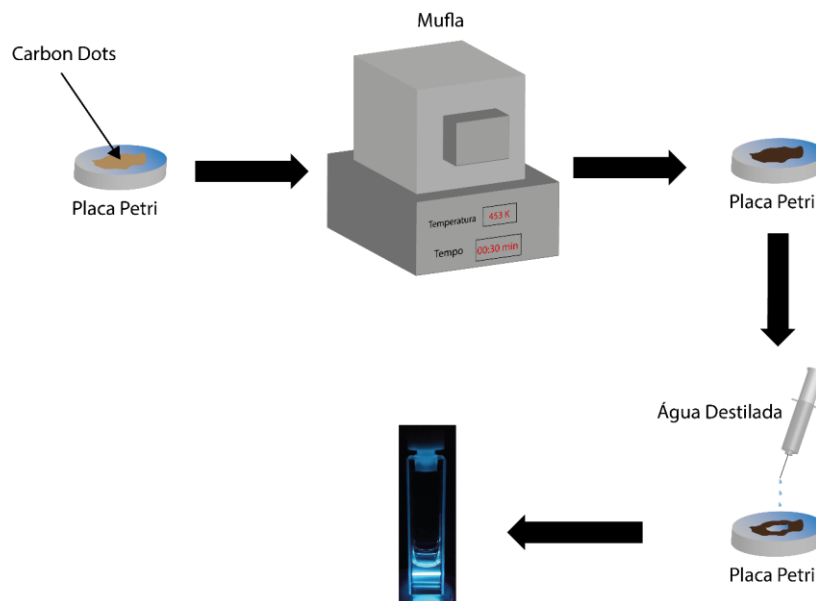 Mufla
Carbon Dots
Placa Petri
Temperatura
453 K
Tempo
00:30 min
Placa Petri
Água Destilada
Placa Petri